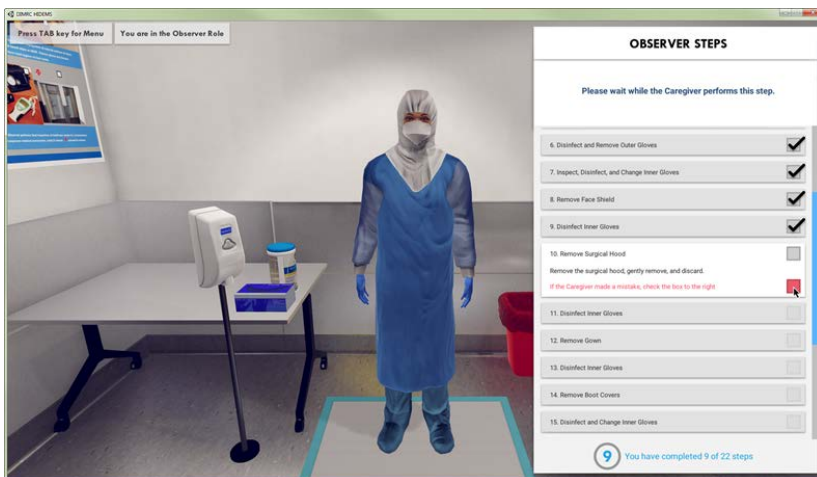 Press TAB key for Menu
You are in the Observer Role
OBSERVER STEPS
Please wait while the Caregiver performs this step.
6. Disinfect and Remove Outer Gloves
7. Inspect, Disinfect, and Change Inner Gloves
8. Remove Face Shield
9. Disinfect Inner Gloves
10. Remove Surgical Hood
Remove the surgical hood, gently remove, and discard.
If the Caregiver made a mistake, check the box to the right
11. Disinfect Inner Gloves
12. Remove Gown
13. Disinfect Inner Gloves
14. Remove Boot Covers
15. Disinfect and Change Inner Gloves
9
You have completed 9 of 22 steps